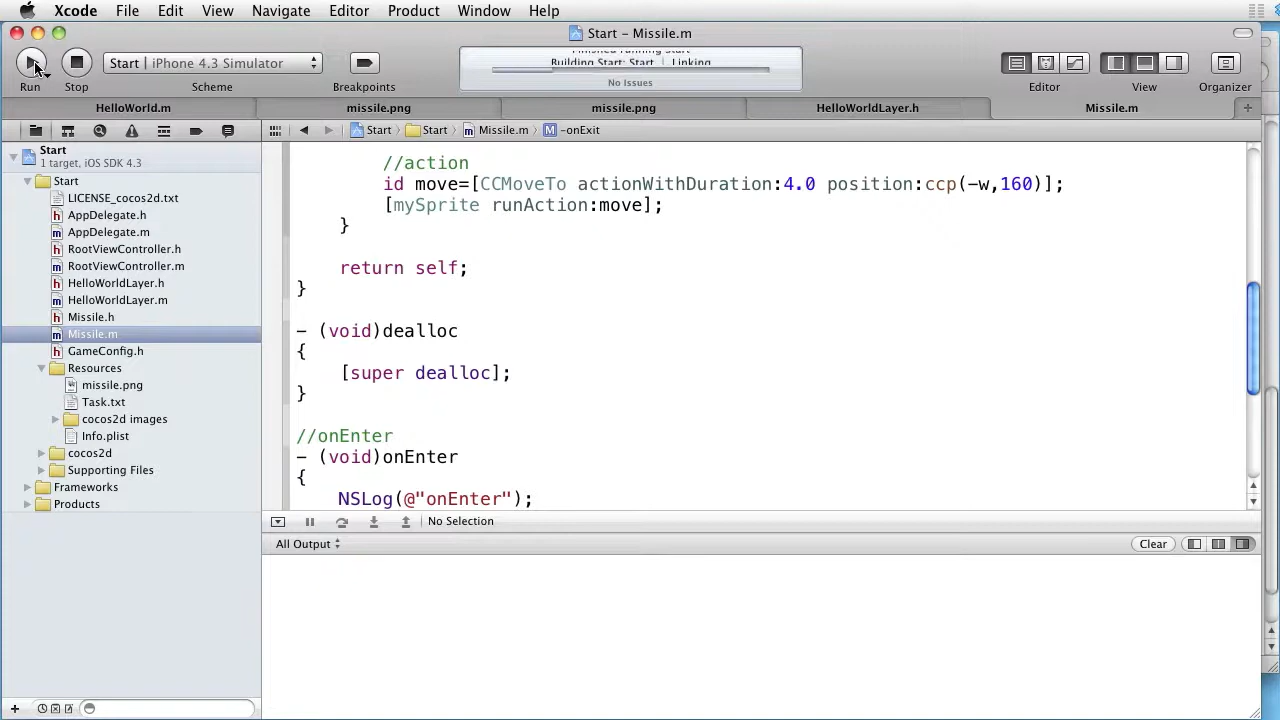 Xcode File Edit View Navigate Editor Product Window Help
Start – Missile.m
Start | iPhone 4.3 Simulator
Finished running Start
Building Start: Start | Linking
No Issues
Run Stop Scheme Breakpoints Editor View Organizer
HelloWorld.m missile.png missile.png HelloWorldLayer.h Missile.m
Start Start Missile.m -onExit
Start
1 target, iOS SDK 4.3
Start
LICENSE_cocos2d.txt
AppDelegate.h
AppDelegate.m
RootViewController.h
RootViewController.m
HelloWorldLayer.h
HelloWorldLayer.m
Missile.h
Missile.m
GameConfig.h
Resources
missile.png
Task.txt
cocos2d images
Info.plist
cocos2d
Supporting Files
Frameworks
Products
//action
id move=[CCMoveTo actionWithDuration:4.0 position:ccp(-w,160)];
[mySprite runAction:move];
}
return self;
}
- (void)dealloc
{
[super dealloc];
}
//onEnter
- (void)onEnter
{
NSLog(@"onEnter");
No Selection
All Output
Clear